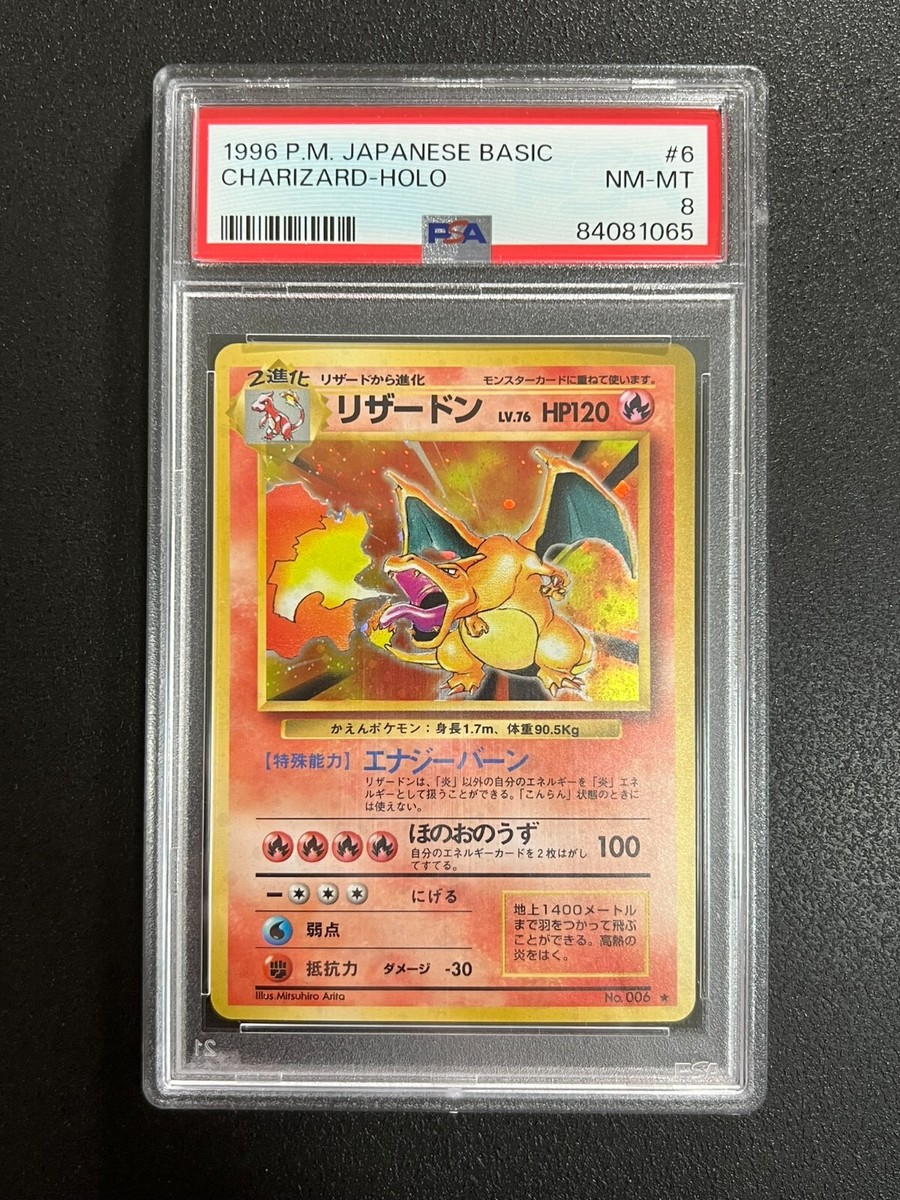 1996 P.M. JAPANESE BASIC #6
CHARIZARD-HOLO NM-MT
8
PSA 84081065
2進化 リザードから進化 モンスターカードに重ねて使います。
リザードン LV.76 HP120
かえんポケモン：身長1.7m、体重90.5Kg
【特殊能力】エナジーバーン
リザードンは、「炎」以外の自分のエネルギーを「炎」エネ
ルギーとして扱うことができる。「こんらん」状態のときに
は使えない。
ほのおのうず 100
自分のエネルギーカードを2枚はがし
てすてる。
にげる
弱点
抵抗力 ダメージ -30
地上1400メートル
まで羽をつかって飛ぶ
ことができる。高熱の
炎をはく。
Illus.Mitsuhiro Arita No.006 ★
21
PSA